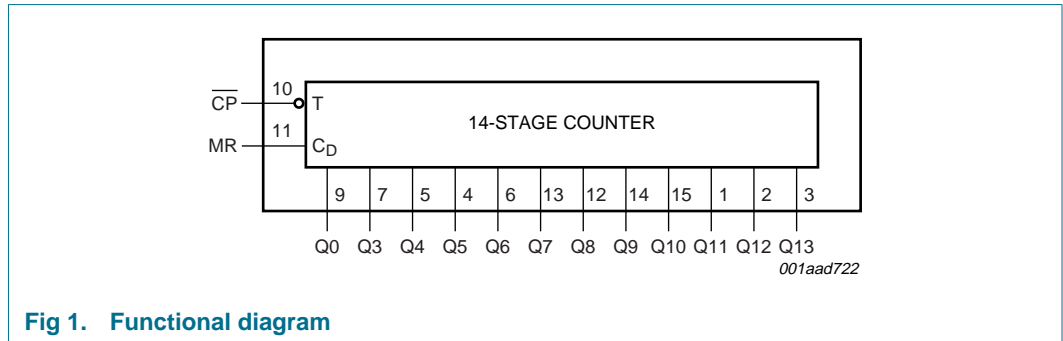 10
C̅P̅ T
14-STAGE COUNTER
11
MR CD
9 7 5 4 6 13 12 14 15 1 2 3
Q0 Q3 Q4 Q5 Q6 Q7 Q8 Q9 Q10 Q11 Q12 Q13
001aad722
Fig 1. Functional diagram